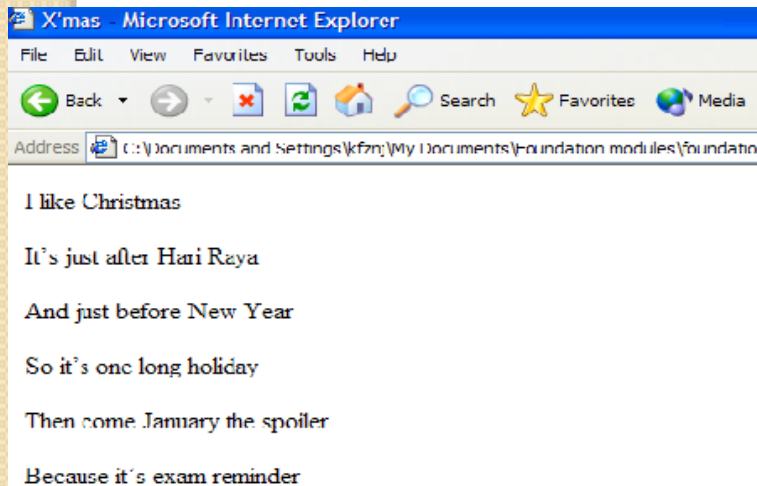 X'mas - Microsoft Internet Explorer
File Edit View Favorites Tools Help
Back Search Favorites Media
Address C:\Documents and Settings\kfznj\My Documents\Foundation modules\foundatio
I like Christmas
It's just after Hari Raya
And just before New Year
So it's one long holiday
Then come January the spoiler
Because it's exam reminder